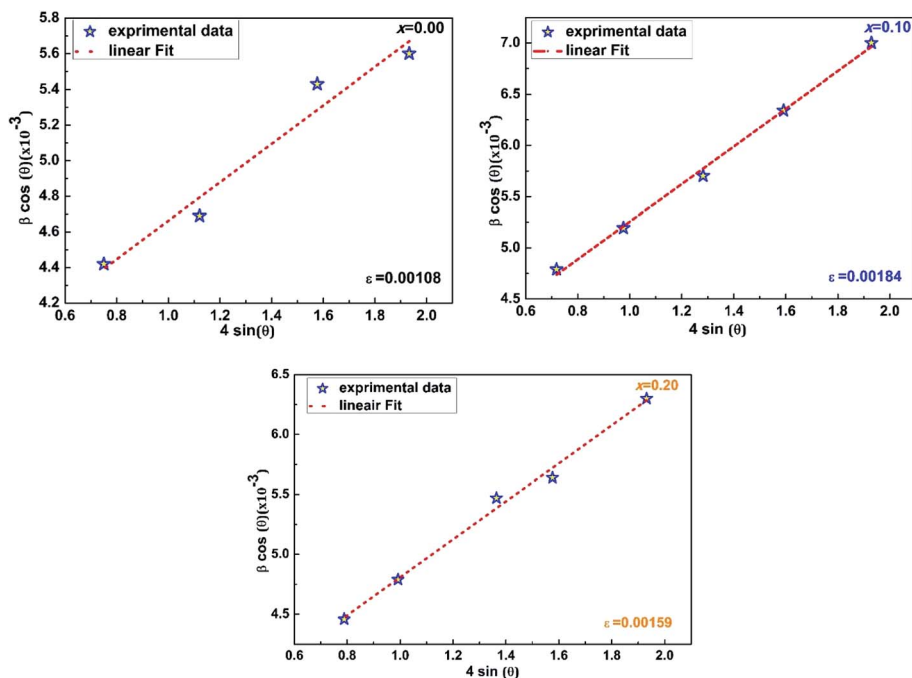 exprimental data
linear Fit
x=0.00
5.8
5.6
5.4
5.2
5.0
4.8
4.6
4.4
4.2
β cos (θ)(x10⁻³)
ε =0.00108
0.6 0.8 1.0 1.2 1.4 1.6 1.8 2.0
4 sin(θ)
exprimental data
linear Fit
x=0.10
7.0
6.5
6.0
5.5
5.0
4.5
β cos (θ)(x10⁻³)
ε =0.00184
0.6 0.8 1.0 1.2 1.4 1.6 1.8 2.0
4 sin (θ)
exprimental data
lineair Fit
x=0.20
6.5
6.0
5.5
5.0
4.5
β cos (θ)(x10⁻³)
ε =0.00159
0.6 0.8 1.0 1.2 1.4 1.6 1.8 2.0
4 sin (θ)